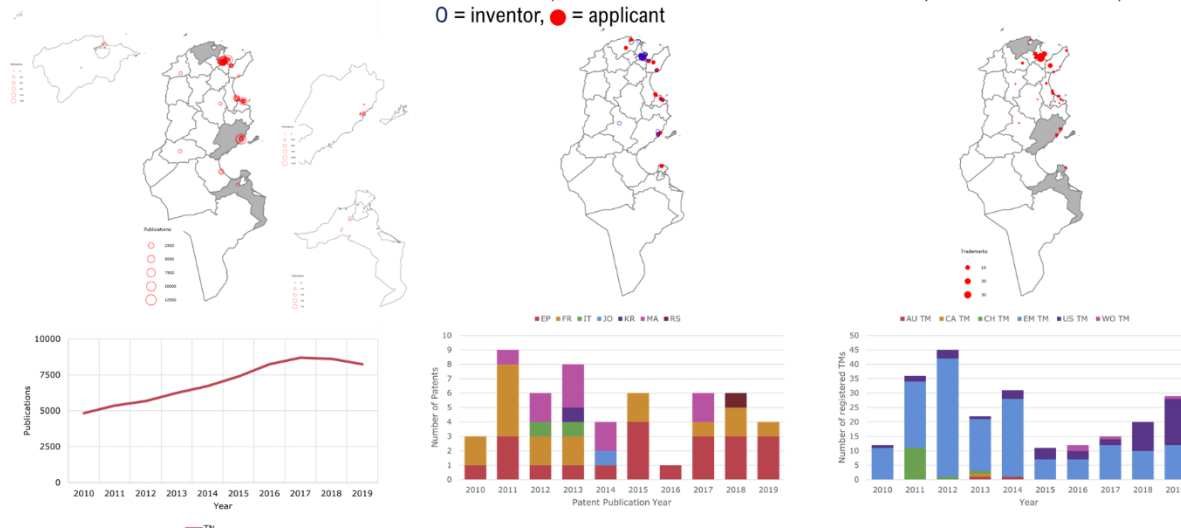 O = inventor, = applicant
Publications
2500
5000
7500
10000
12500
Trademarks
10
20
30
10000
7500
5000
2500
0
Publications
2010 2011 2012 2013 2014 2015 2016 2017 2018 2019
Year
TN
EP FR IT JO KR MA RS
10
9
8
7
6
5
4
3
2
1
0
Number of Patents
2010 2011 2012 2013 2014 2015 2016 2017 2018 2019
Patent Publication Year
AU TM CA TM CH TM EM TM US TM WO TM
50
45
40
35
30
25
20
15
10
5
0
Number of registered TMs
2010 2011 2012 2013 2014 2015 2016 2017 2018 2019
Year